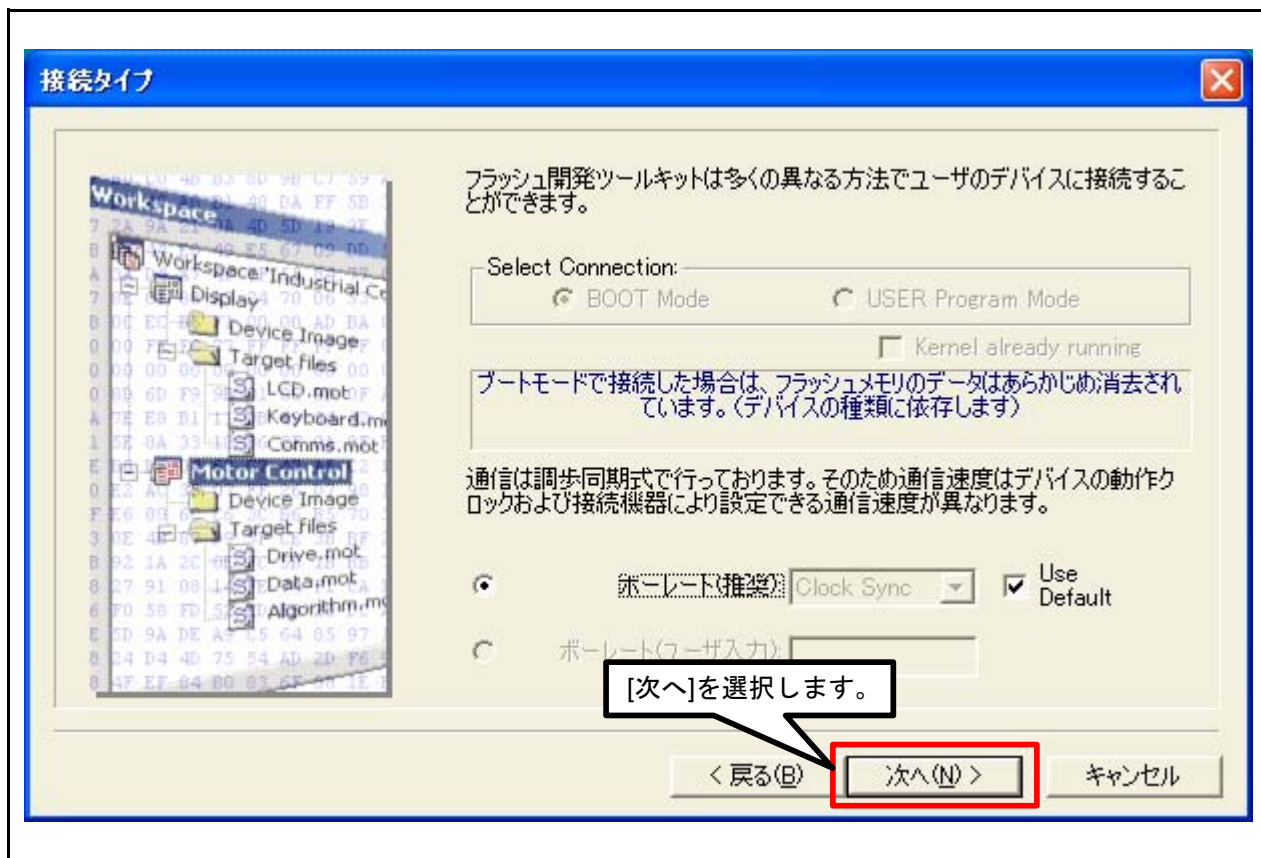 接続タイプ
フラッシュ開発ツールキットは多くの異なる方法でユーザのデバイスに接続するこ
とができます。
Workspace
Workspace 'Industrial Co
Display
Device Image
Target files
LCD.mot
Keyboard.m
Comms.mot
Motor Control
Device Image
Target files
Drive.mot
Data.mot
Algorithm.mo
Select Connection:
BOOT Mode
USER Program Mode
Kernel already running
ブートモードで接続した場合は、フラッシュメモリのデータはあらかじめ消去され
ています。(デバイスの種類に依存します)
通信は調歩同期式で行っております。そのため通信速度はデバイスの動作ク
ロックおよび接続機器により設定できる通信速度が異なります。
ボーレート(推奨): Clock Sync
Use
Default
ボーレート(ユーザ入力):
[次へ]を選択します。
< 戻る(B)
次へ(N) >
キャンセル